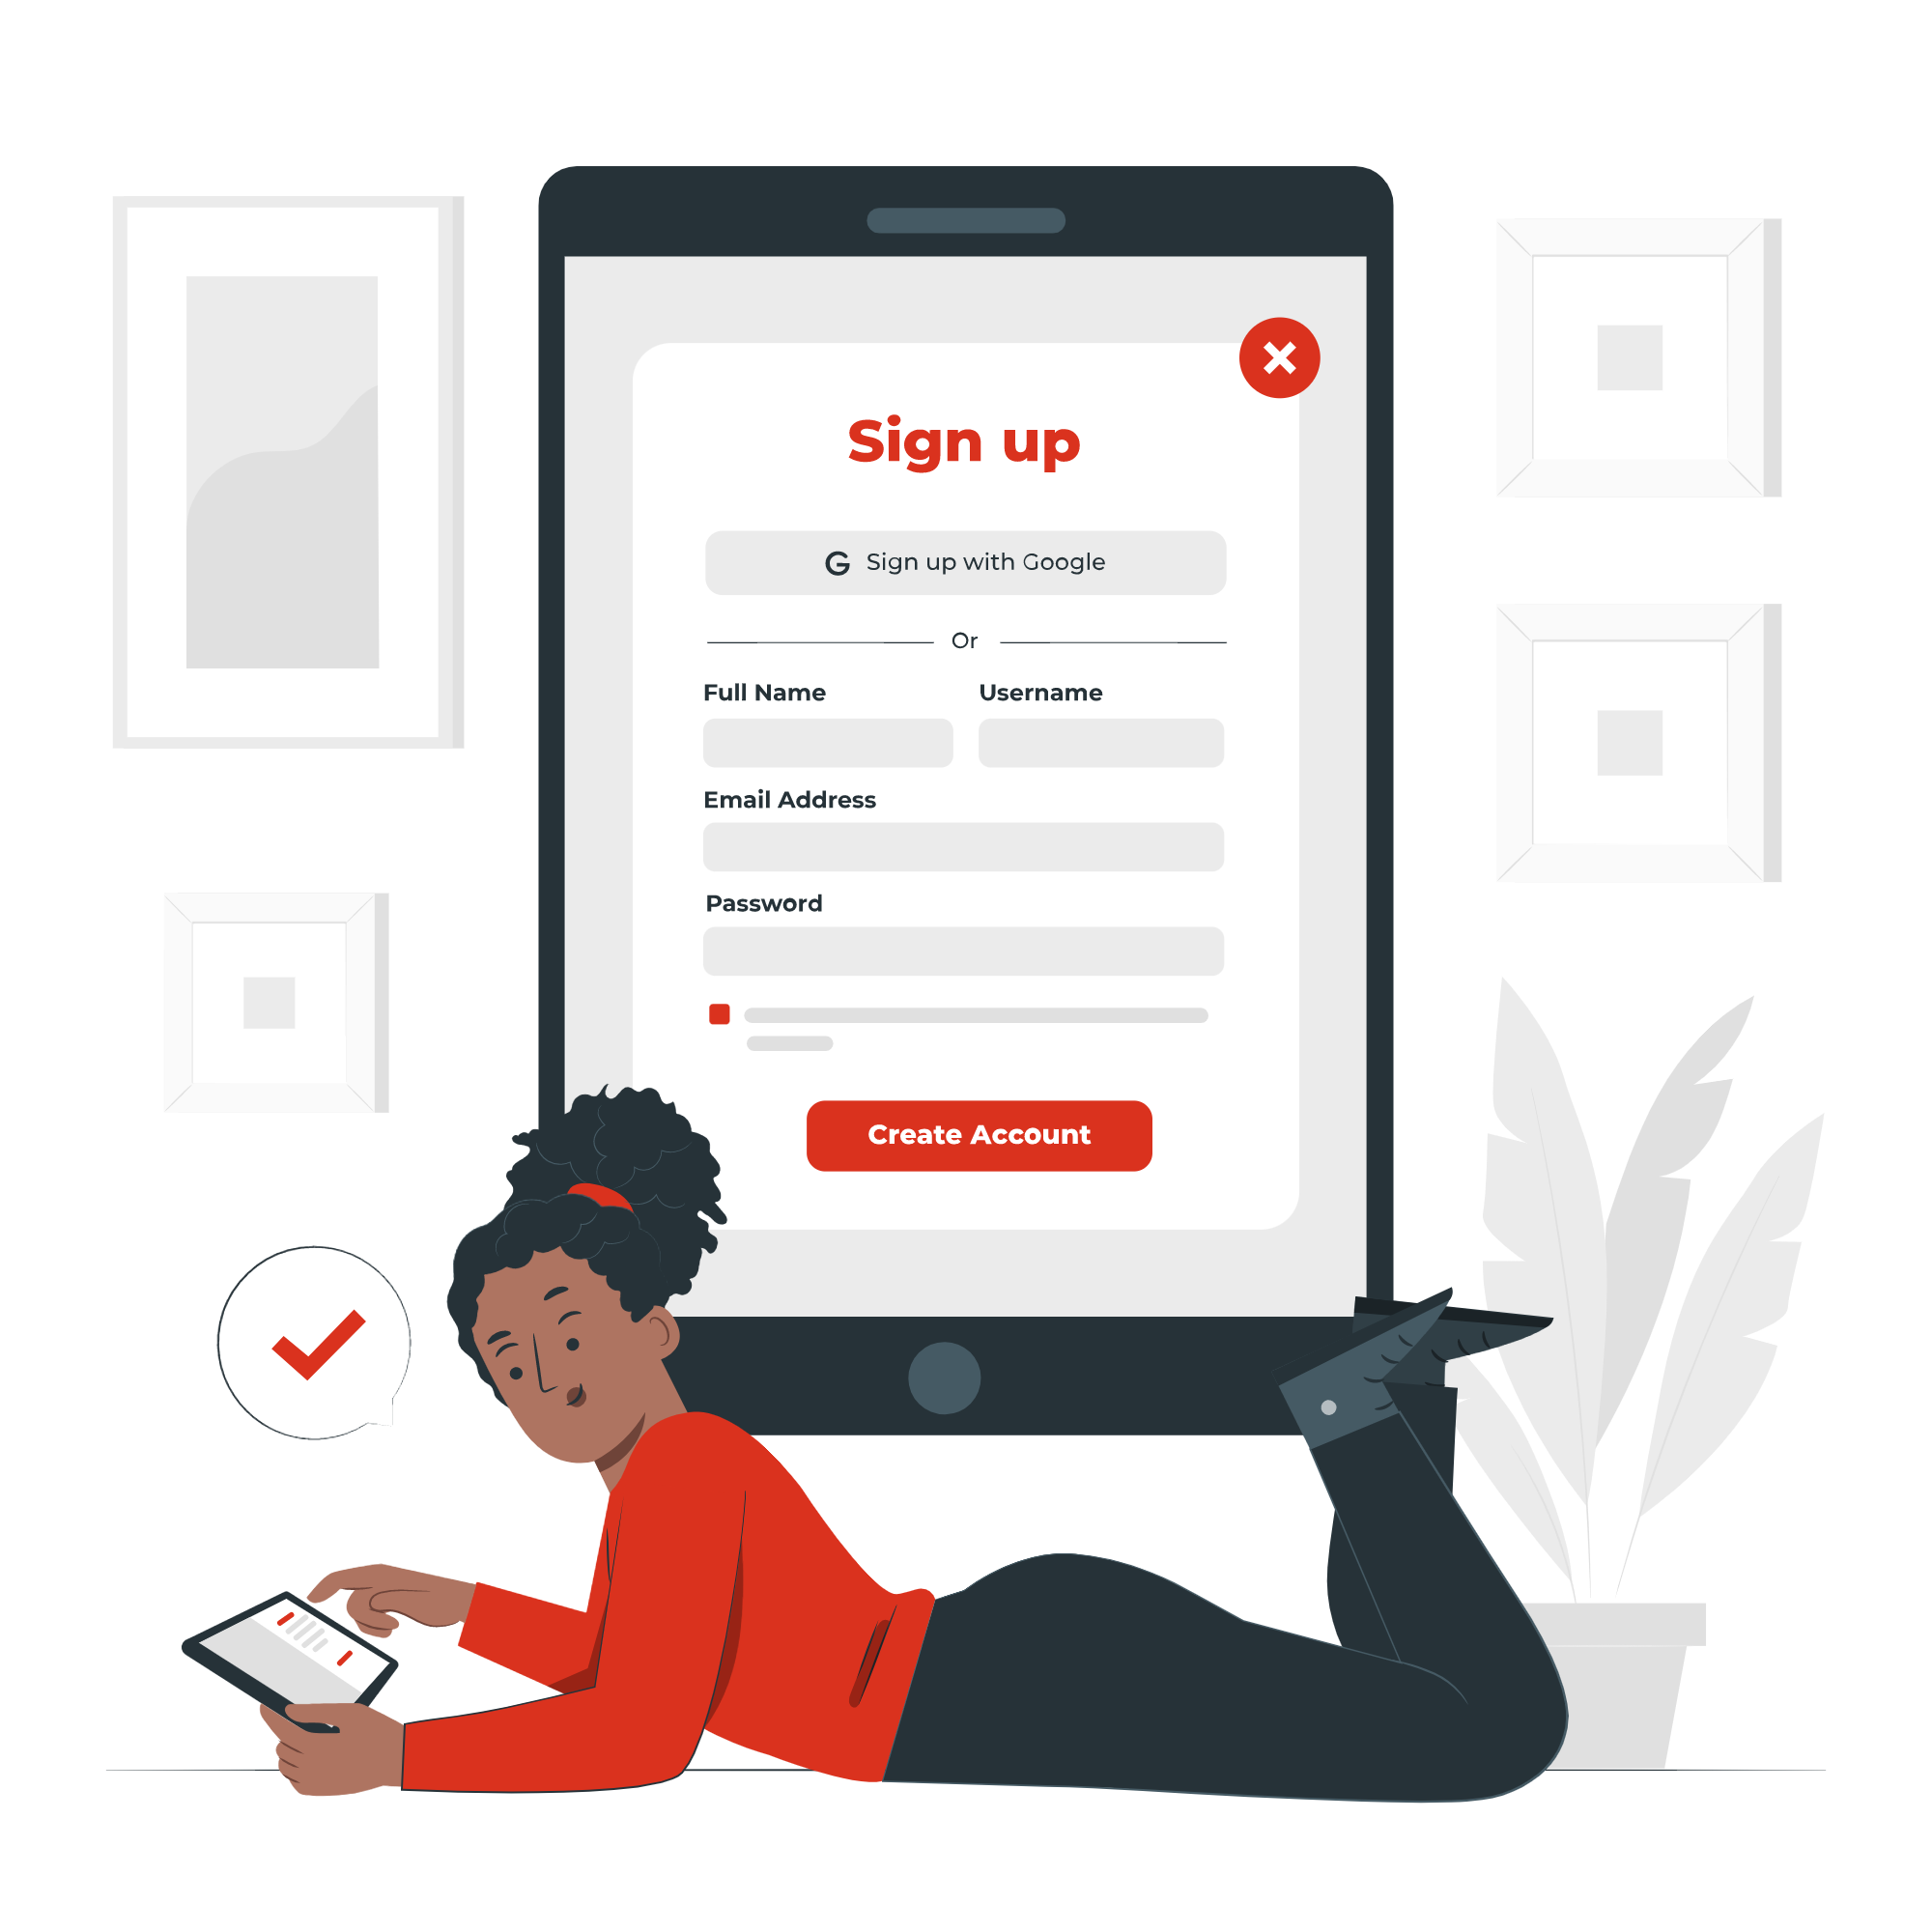 Sign up
G Sign up with Google
Or
Full Name Username
Email Address
Password
Create Account